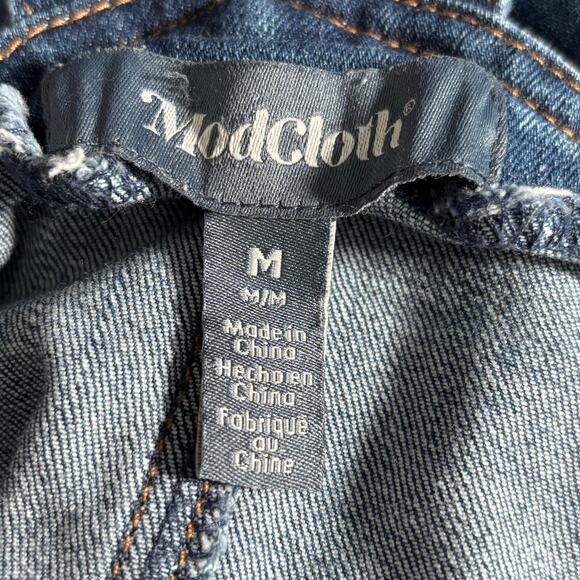 ModCloth®
M
M/M
Made in
China
Hecho en
China
Fabriqué
au
Chine